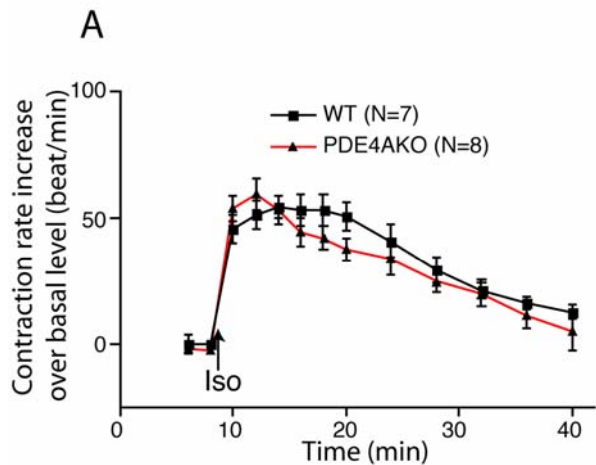 A
Contraction rate increase
over basal level (beat/min)
100
50
0
WT (N=7)
PDE4AKO (N=8)
Iso
0
10
20
30
40
Time (min)